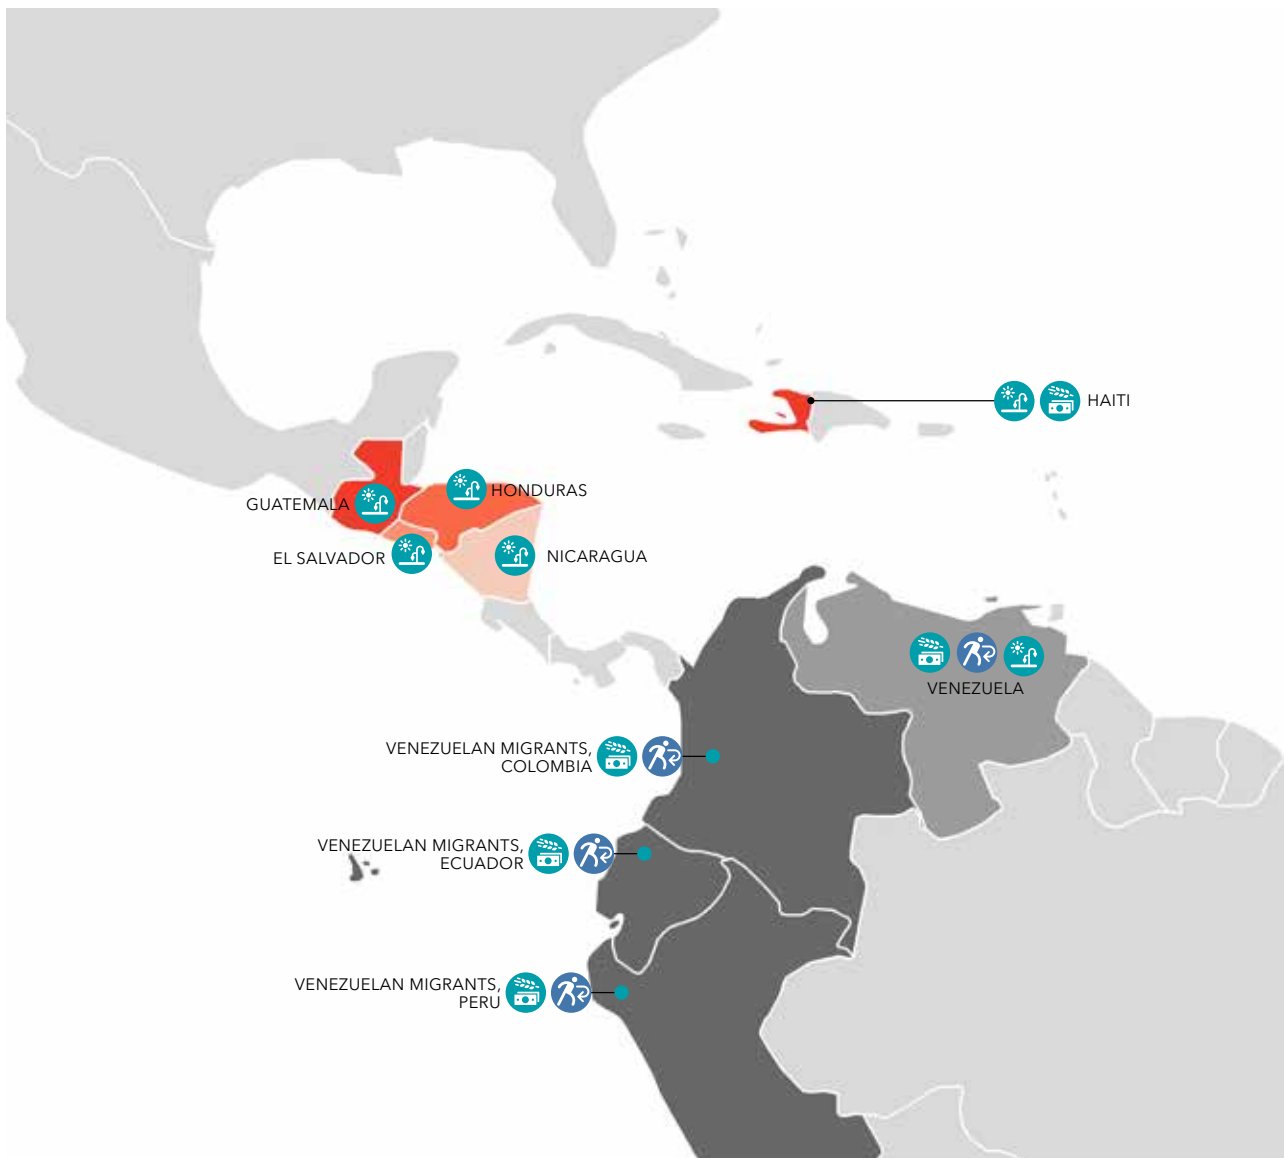 HAITI
HONDURAS
GUATEMALA
EL SALVADOR
NICARAGUA
VENEZUELA
VENEZUELAN MIGRANTS,
COLOMBIA
VENEZUELAN MIGRANTS,
ECUADOR
VENEZUELAN MIGRANTS,
PERU